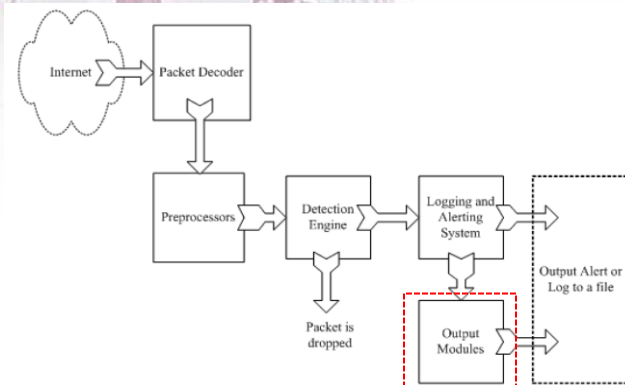 Internet
Packet Decoder
Preprocessors
Detection
Engine
Logging and
Alerting
System
Packet is
dropped
Output
Modules
Output Alert or
Log to a file